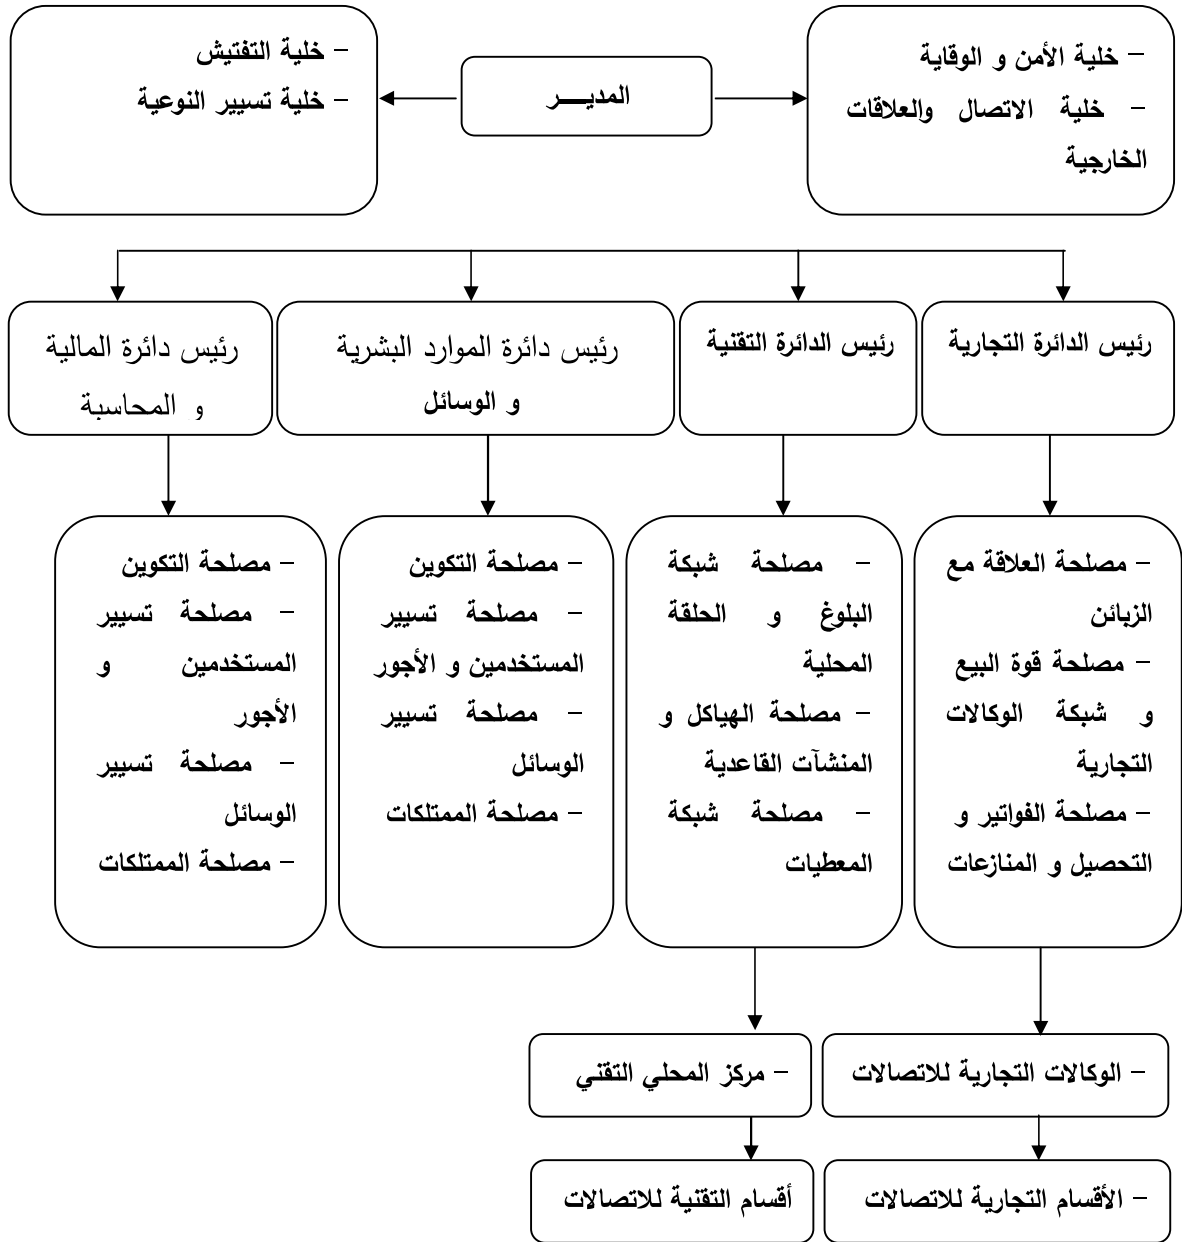 – خلية الأمن و الوقاية
– خلية الاتصال والعلاقات
الخارجية
المديــــر
– خلية التفتيش
– خلية تسيير النوعية
رئيس الدائرة التجارية
رئيس الدائرة التقنية
رئيس دائرة الموارد البشرية
و الوسائل
رئيس دائرة المالية
و المحاسبة
– مصلحة العلاقة مع
الزبائن
– مصلحة قوة البيع
و شبكة الوكالات
التجارية
– مصلحة الفواتير و
التحصيل و المنازعات
– مصلحة شبكة
البلوغ و الحلقة
المحلية
– مصلحة الهياكل و
المنشآت القاعدية
– مصلحة شبكة
المعطيات
– مصلحة التكوين
– مصلحة تسيير
المستخدمين و الأجور
– مصلحة تسيير
الوسائل
– مصلحة الممتلكات
– مصلحة التكوين
– مصلحة تسيير
المستخدمين و
الأجور
– مصلحة تسيير
الوسائل
– مصلحة الممتلكات
– الوكالات التجارية للاتصالات
– مركز المحلي التقني
– الأقسام التجارية للاتصالات
أقسام التقنية للاتصالات